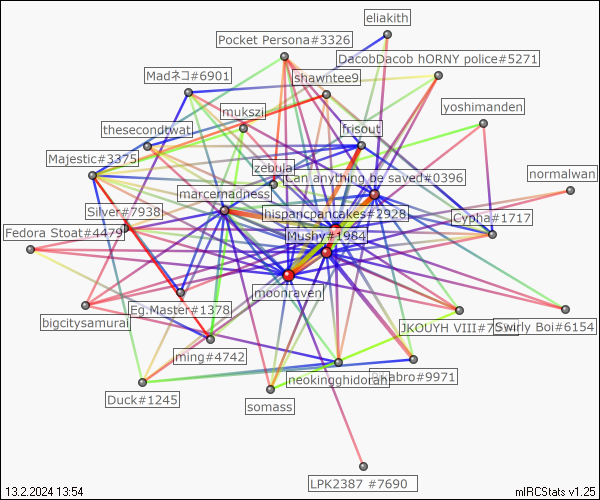 eliakith
Pocket Persona#3326
DacobDacob hORNY police#5271
Madネコ#6901
shawntee9
mukszi
yoshimanden
thesecondtwat
frisout
Majestic#3375
zebula
Can anything be saved#0396
normalwan
marcemadness
Silver#7938
hispancpancakes#2928
Cypha#1717
Fedora Stoat#4479
Mushy#1984
moonraven
Eg.Master#1378
bigcitysamurai
JKOUYH VIII#7
Swirly Boi#6154
ming#4742
neokingghidorah
abro#9971
Duck#1245
somass
LPK2387 #7690
13.2.2024 13:54
mIRCStats v1.25